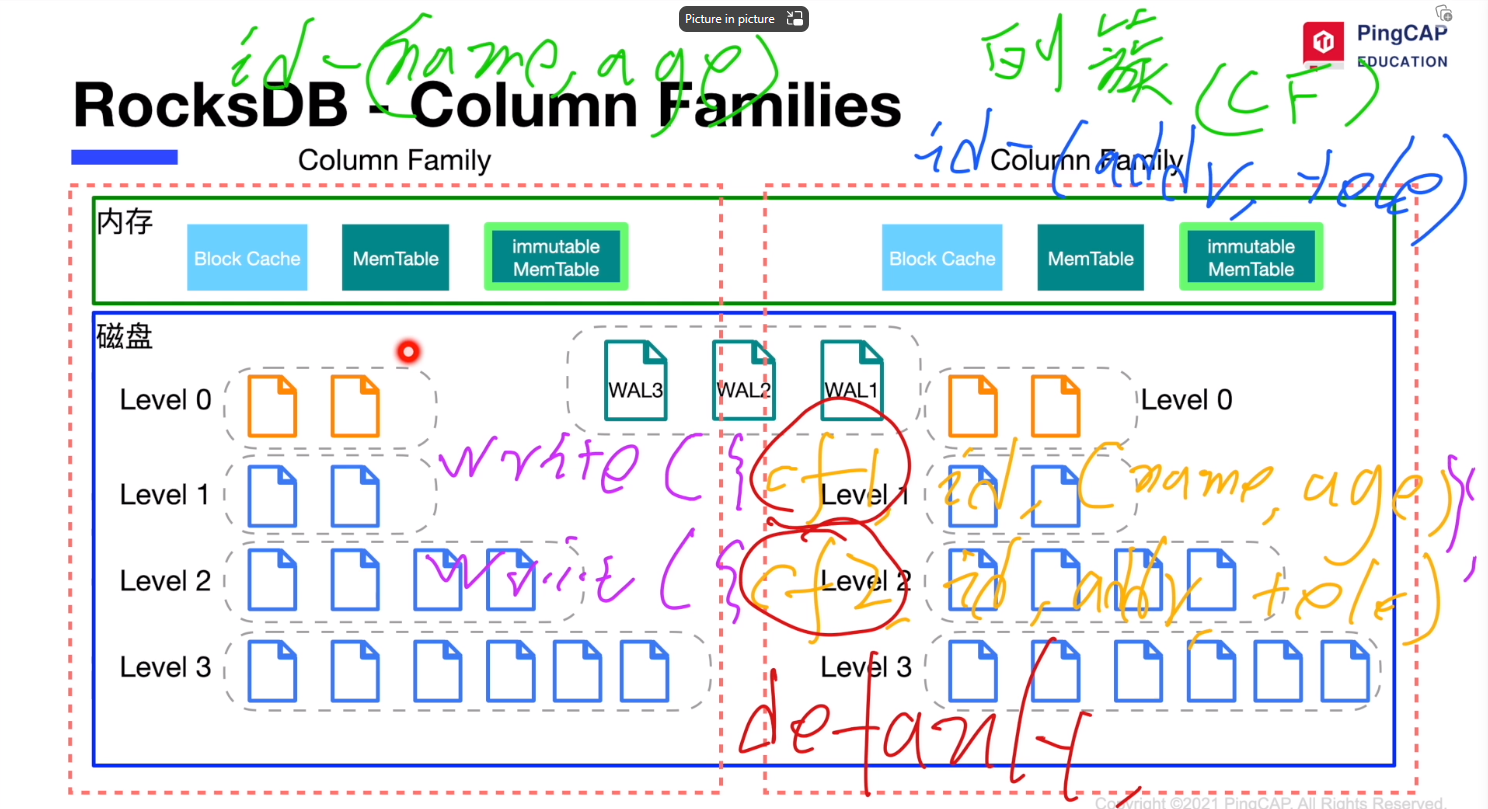 Picture in picture
id-(name, age)
列簇(CF)
PingCAP
EDUCATION
RocksDB - Column Families
id-(addr, tele)
Column Family
Column Family
内存
Block Cache
MemTable
immutable
MemTable
Block Cache
MemTable
immutable
MemTable
磁盘
WAL3
WAL2
WAL1
Level 0
Level 0
write({cf1, id, (name, age)},
Level 1
Level 1
writ({cf2, id, addr, tele)
Level 2
Level 2
Level 3
Level 3
default,
Copyright ©2021 PingCAP. All Rights Reserved.